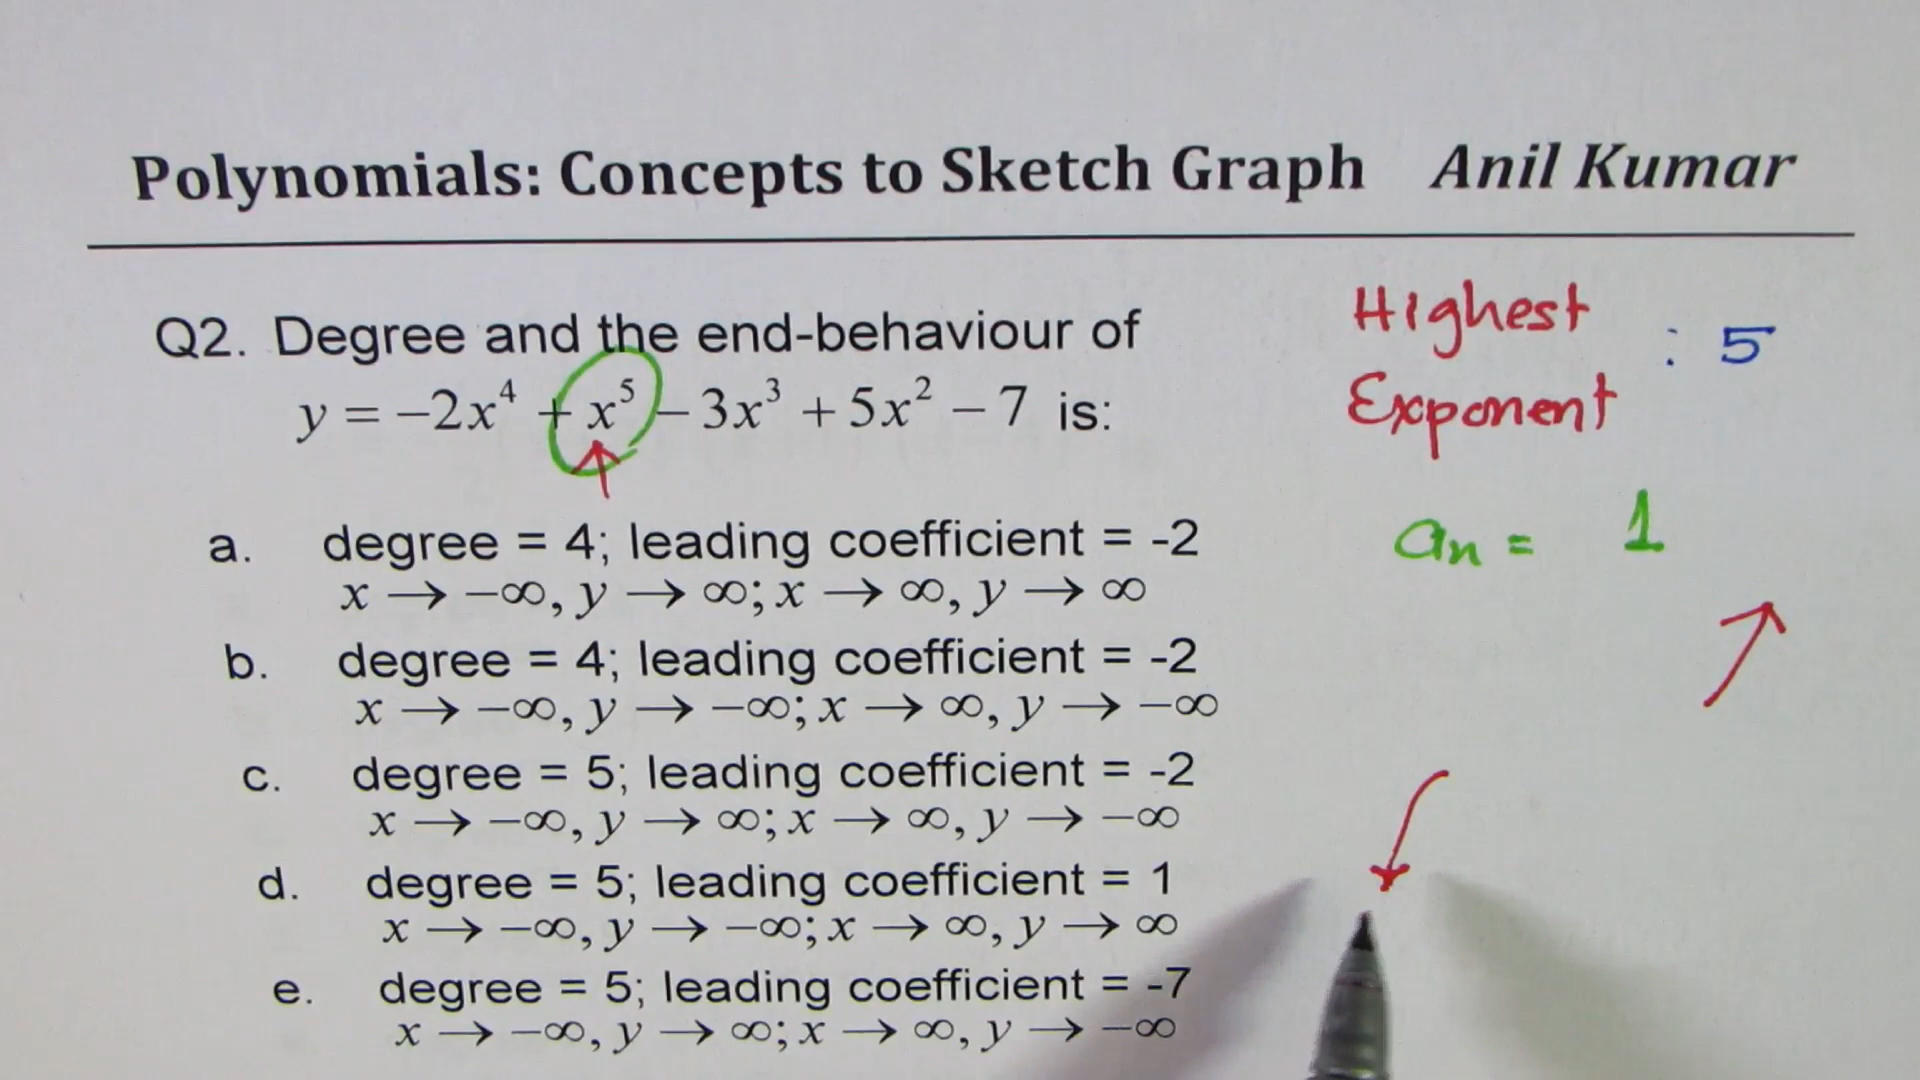 Polynomials: Concepts to Sketch Graph Anil Kumar
Q2. Degree and the end-behaviour of
y = −2x⁴ + x⁵ − 3x³ + 5x² − 7 is:
Highest
Exponent : 5
aₙ = 1
a. degree = 4; leading coefficient = -2
x → −∞, y → ∞; x → ∞, y → ∞
b. degree = 4; leading coefficient = -2
x → −∞, y → −∞; x → ∞, y → −∞
c. degree = 5; leading coefficient = -2
x → −∞, y → ∞; x → ∞, y → −∞
d. degree = 5; leading coefficient = 1
x → −∞, y → −∞; x → ∞, y → ∞
e. degree = 5; leading coefficient = -7
x → −∞, y → ∞; x → ∞, y → −∞